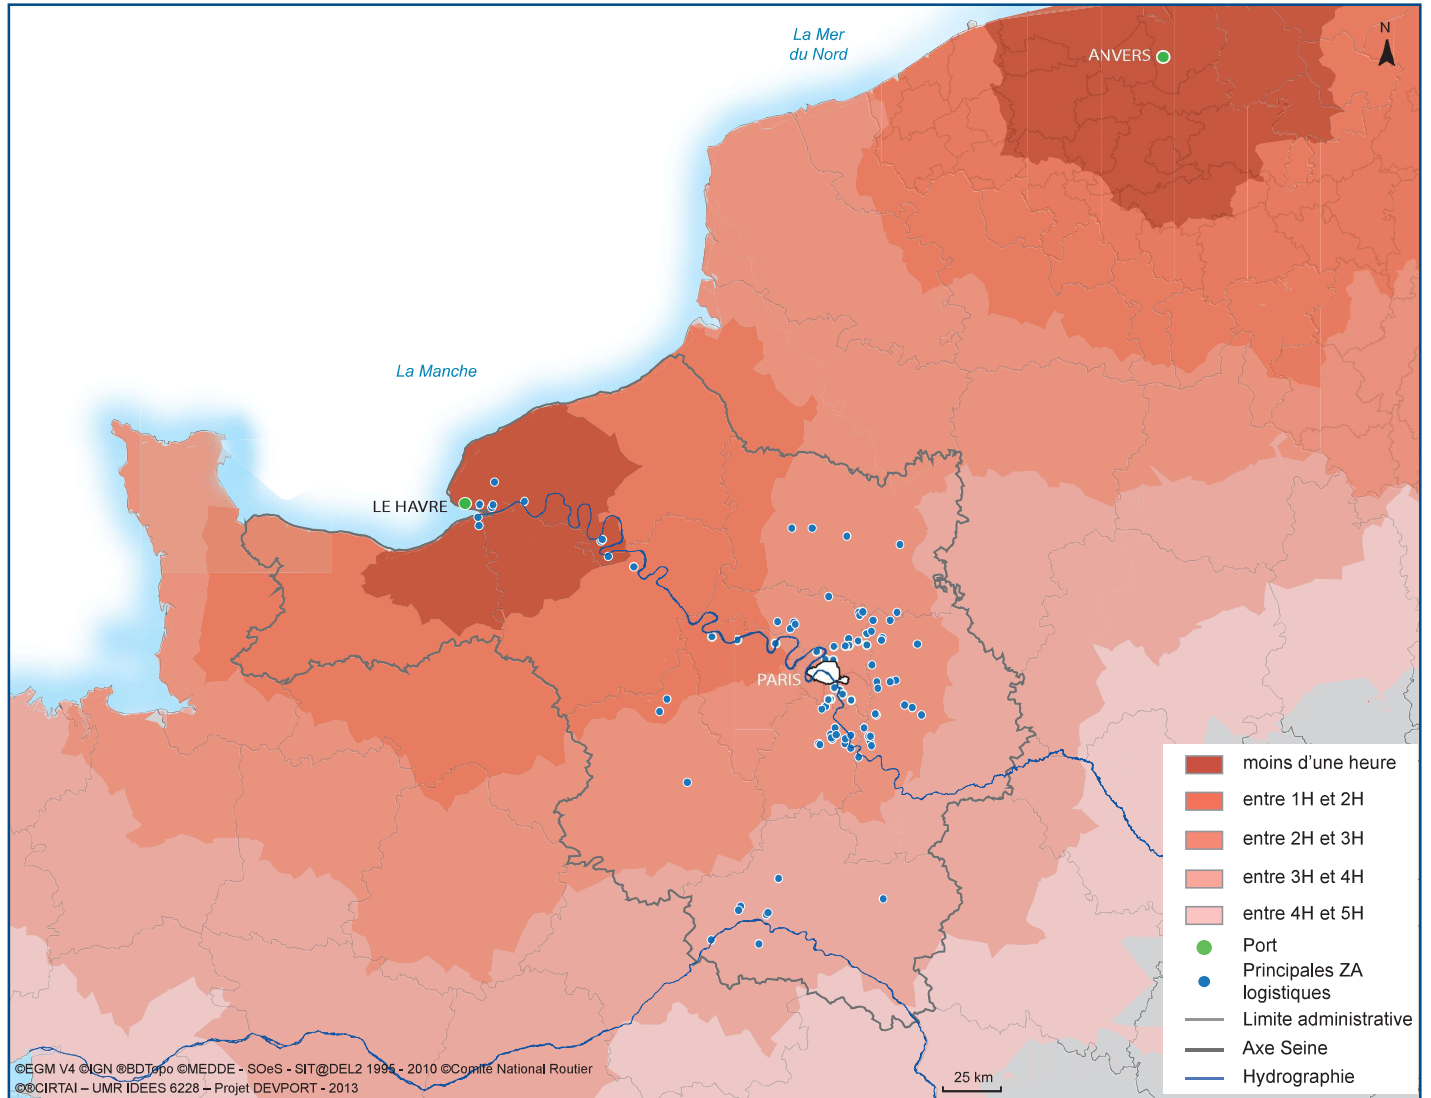 La Mer
du Nord
ANVERS
N
La Manche
LE HAVRE
PARIS
moins d'une heure
entre 1H et 2H
entre 2H et 3H
entre 3H et 4H
entre 4H et 5H
Port
Principales ZA
logistiques
Limite administrative
Axe Seine
Hydrographie
25 km
©EGM V4 ©IGN ®BDTopo ©MEDDE - SOeS - SIT@DEL2 1995 - 2010 ©Comité National Routier
©®CIRTAI – UMR IDEES 6228 – Projet DEVPORT - 2013